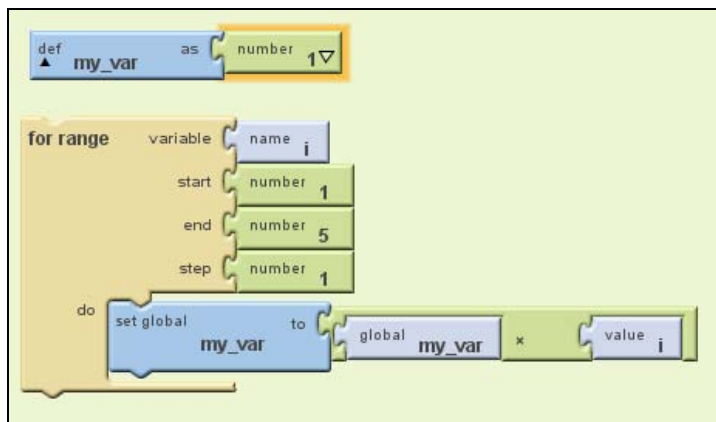 def my_var as number 1
for range variable name i
start number 1
end number 5
step number 1
do set global my_var to global my_var × value i